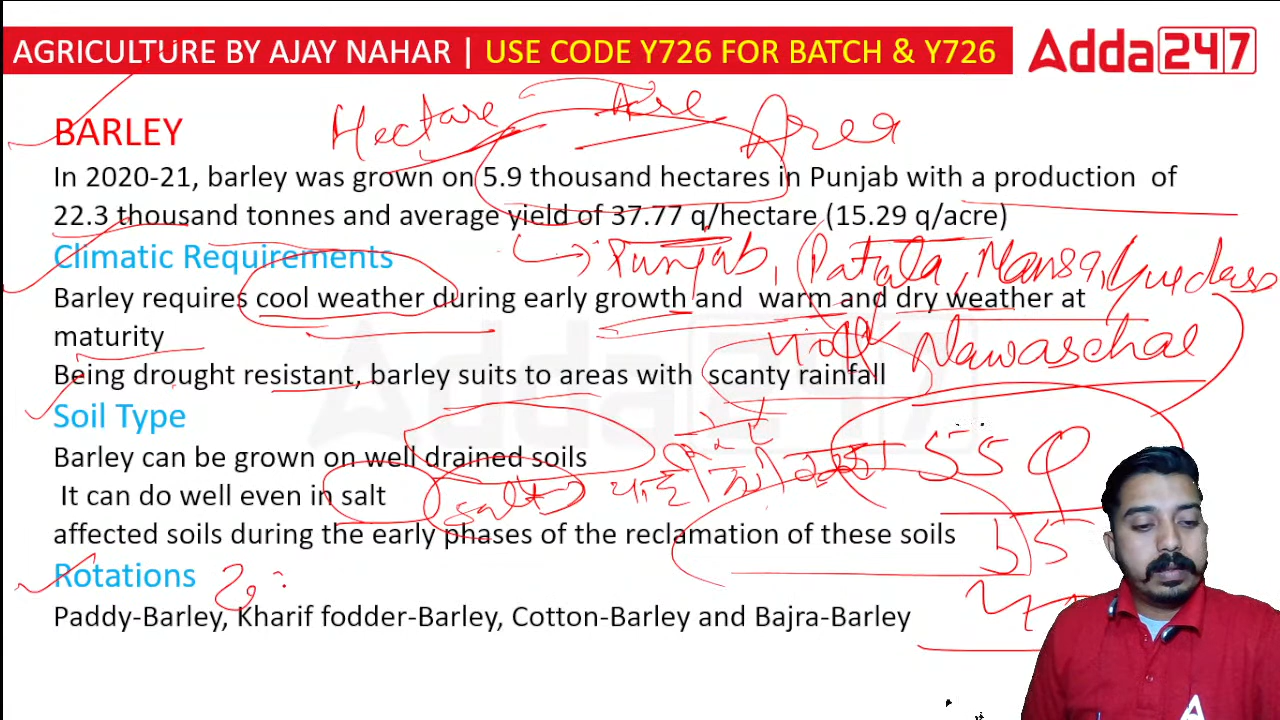 AGRICULTURE BY AJAY NAHAR | USE CODE Y726 FOR BATCH & Y726
Adda247
Hectare Acre Area
BARLEY
In 2020-21, barley was grown on 5.9 thousand hectares in Punjab with a production of
22.3 thousand tonnes and average yield of 37.77 q/hectare (15.29 q/acre)
Climatic Requirements
Punjab, Patiala, Mansa,
Barley requires cool weather during early growth and warm and dry weather at
maturity
Being drought resistant, barley suits to areas with scanty rainfall
Soil Type
55 Q
Barley can be grown on well drained soils
It can do well even in salt
salt
affected soils during the early phases of the reclamation of these soils
55
Rotations
Paddy-Barley, Kharif fodder-Barley, Cotton-Barley and Bajra-Barley
Adda247
24